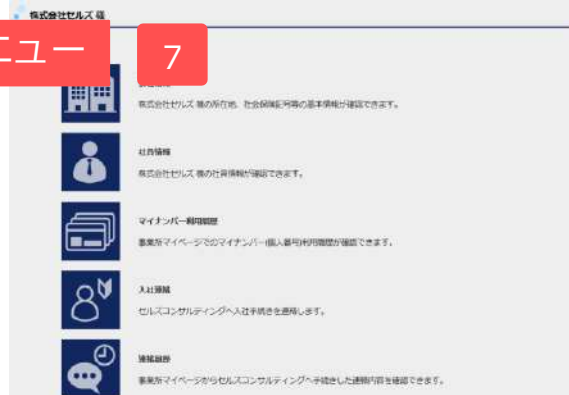 株式会社セルズ 様
ニュー
7
株式会社セルズ 様の所在地、社会保険記号等の基本情報が確認できます。
社員情報
株式会社セルズ 様の社員情報が確認できます。
マイナンバー利用履歴
事業所マイページでのマイナンバー(個人番号)利用履歴が確認できます。
入社連絡
セルズコンサルティングへ入社手続きを連絡します。
連絡履歴
事業所マイページからセルズコンサルティングへ手続きした連絡内容を確認できます。